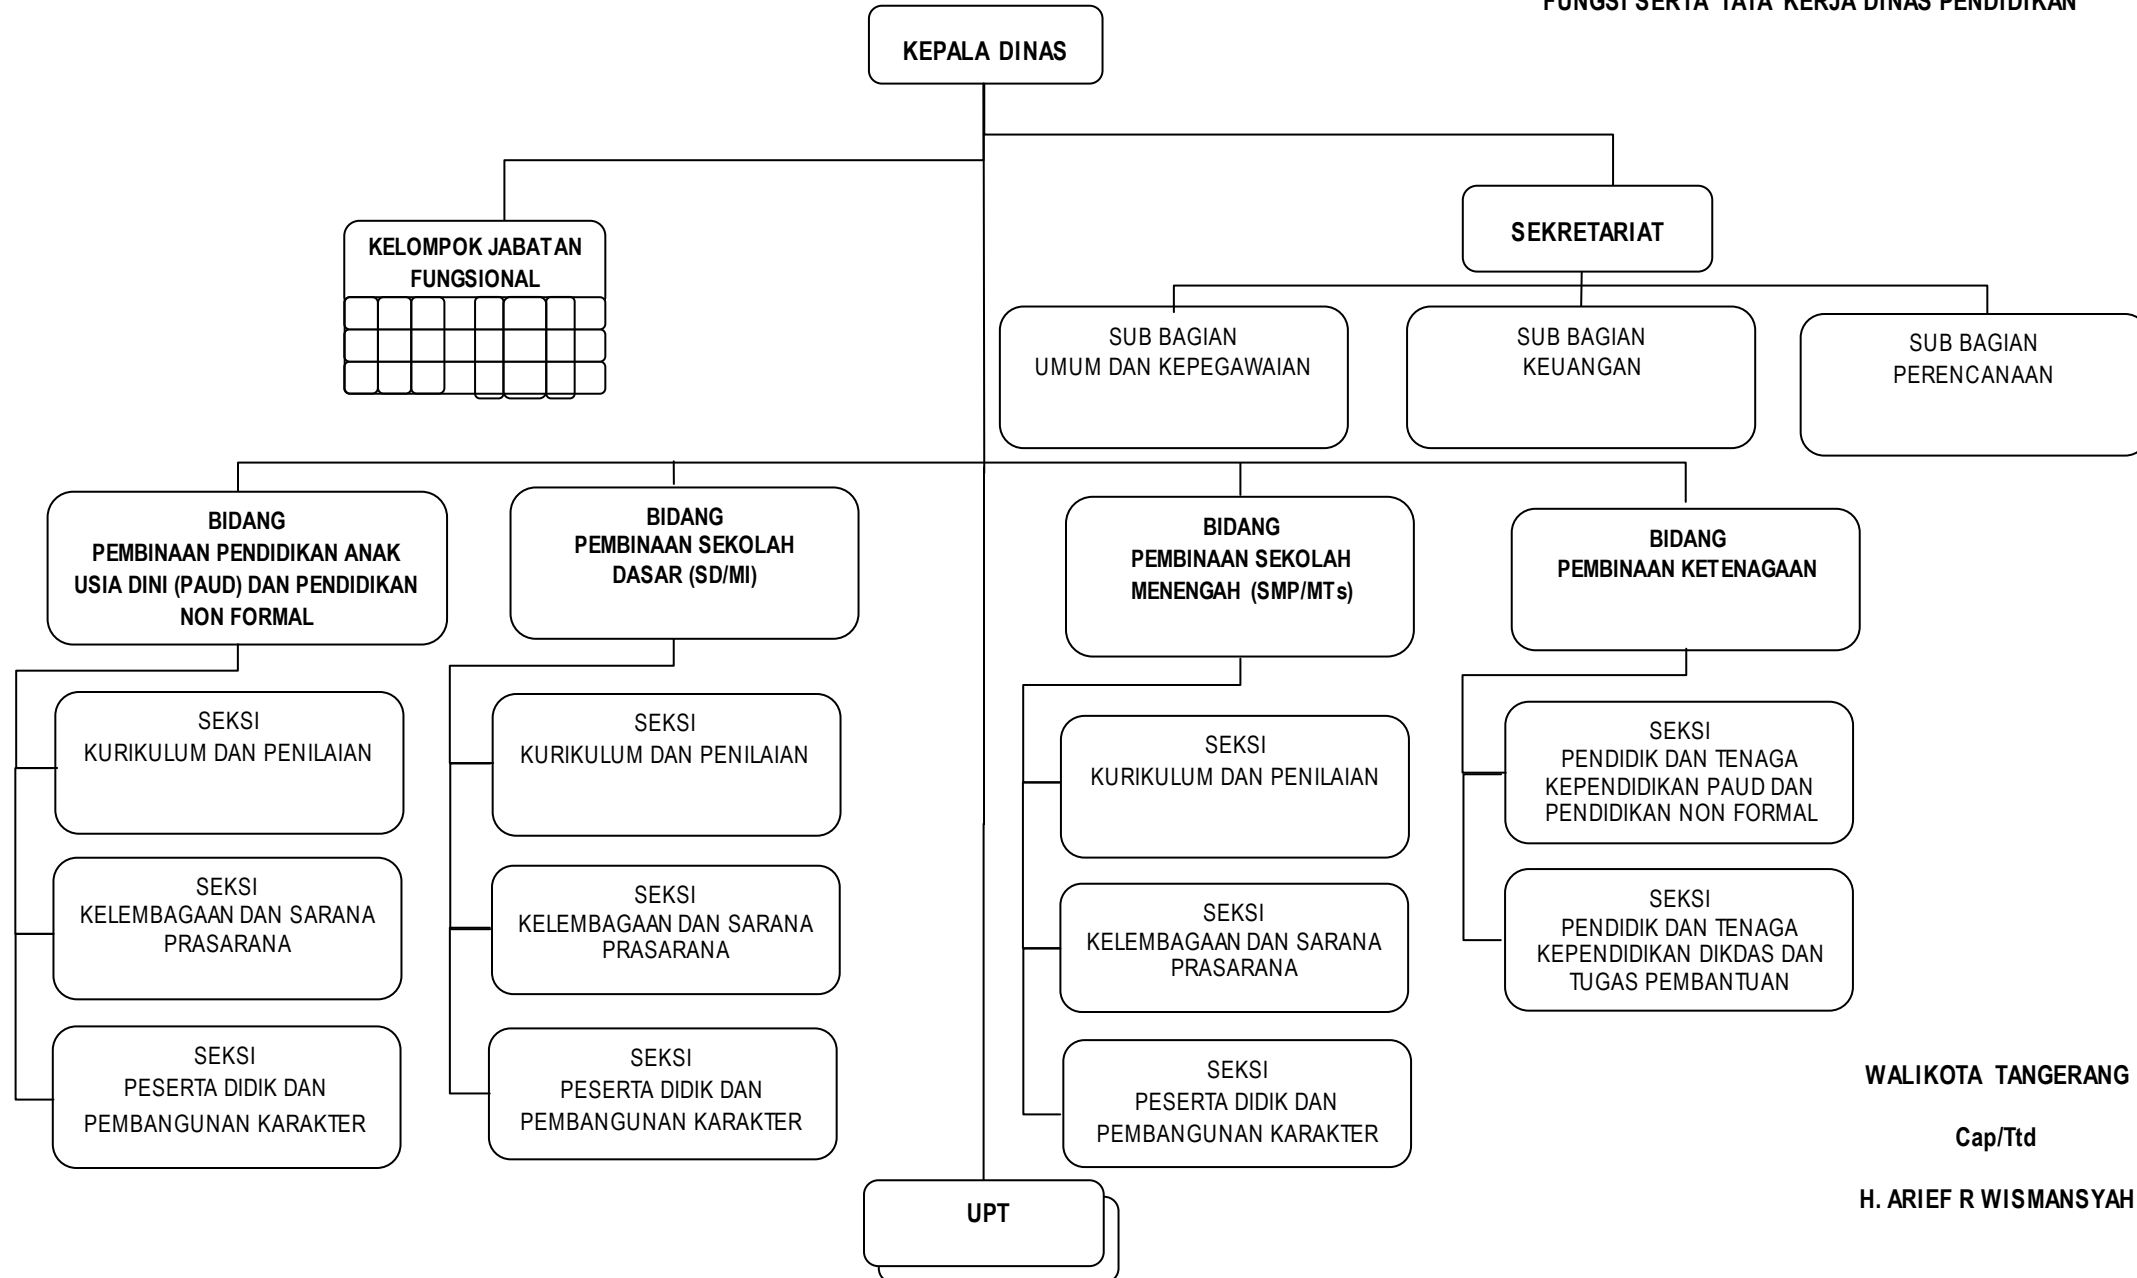 FUNGSI SERTA TATA KERJA DINAS PENDIDIKAN
KEPALA DINAS
KELOMPOK JABATAN
FUNGSIONAL
SEKRETARIAT
SUB BAGIAN
UMUM DAN KEPEGAWAIAN
SUB BAGIAN
KEUANGAN
SUB BAGIAN
PERENCANAAN
BIDANG
PEMBINAAN PENDIDIKAN ANAK
USIA DINI (PAUD) DAN PENDIDIKAN
NON FORMAL
BIDANG
PEMBINAAN SEKOLAH
DASAR (SD/MI)
BIDANG
PEMBINAAN SEKOLAH
MENENGAH (SMP/MTs)
BIDANG
PEMBINAAN KETENAGAAN
SEKSI
KURIKULUM DAN PENILAIAN
SEKSI
KELEMBAGAAN DAN SARANA
PRASARANA
SEKSI
PESERTA DIDIK DAN
PEMBANGUNAN KARAKTER
SEKSI
KURIKULUM DAN PENILAIAN
SEKSI
KELEMBAGAAN DAN SARANA
PRASARANA
SEKSI
PESERTA DIDIK DAN
PEMBANGUNAN KARAKTER
SEKSI
KURIKULUM DAN PENILAIAN
SEKSI
KELEMBAGAAN DAN SARANA
PRASARANA
SEKSI
PESERTA DIDIK DAN
PEMBANGUNAN KARAKTER
SEKSI
PENDIDIK DAN TENAGA
KEPENDIDIKAN PAUD DAN
PENDIDIKAN NON FORMAL
SEKSI
PENDIDIK DAN TENAGA
KEPENDIDIKAN DIKDAS DAN
TUGAS PEMBANTUAN
UPT
WALIKOTA TANGERANG
Cap/Ttd
H. ARIEF R WISMANSYAH